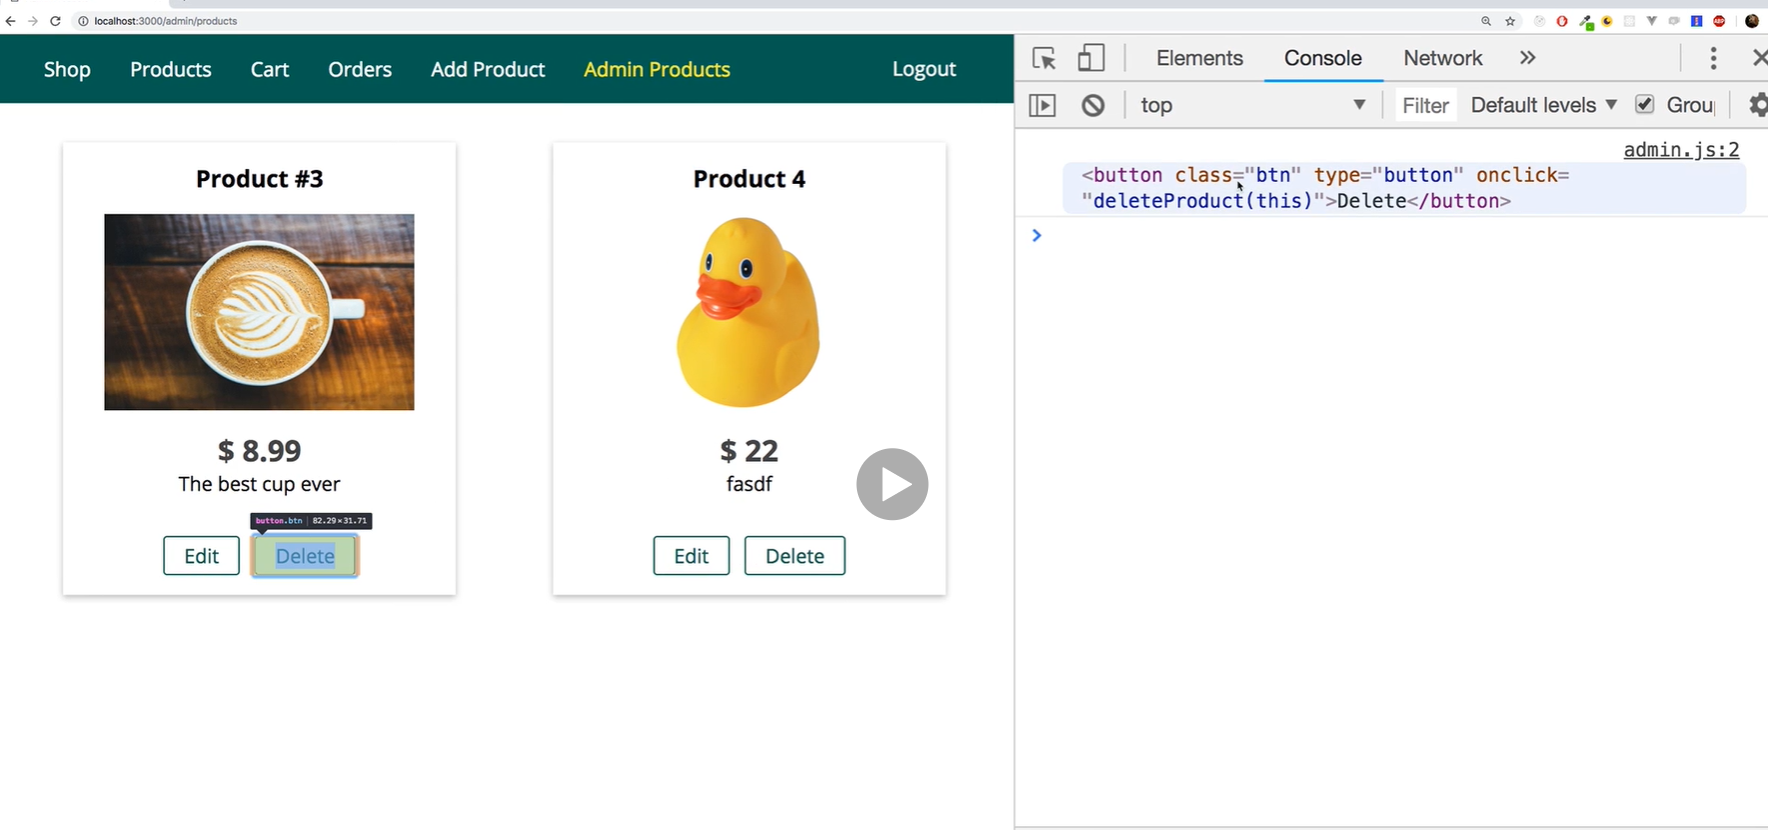 localhost:3000/admin/products
Shop Products Cart Orders Add Product Admin Products Logout
Product #3
$ 8.99
The best cup ever
button.btn 82.29×31.71
Edit Delete
Product 4
$ 22
fasdf
Edit Delete
Elements Console Network »
top Filter Default levels Grou
admin.js:2
<button class="btn" type="button" onclick=
"deleteProduct(this)">Delete</button>
>
ABP